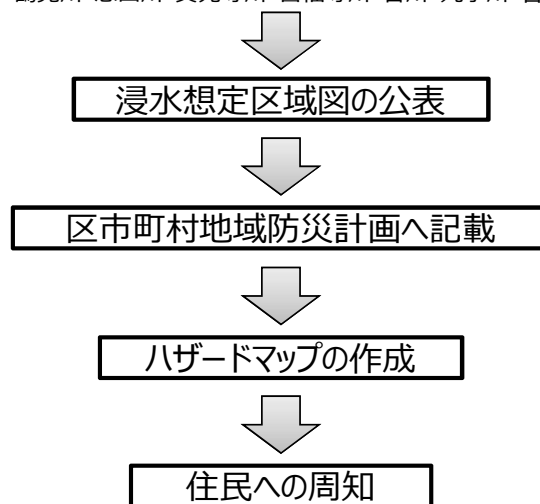 浸水想定区域図の公表
区市町村地域防災計画へ記載
ハザードマップの作成
住民への周知